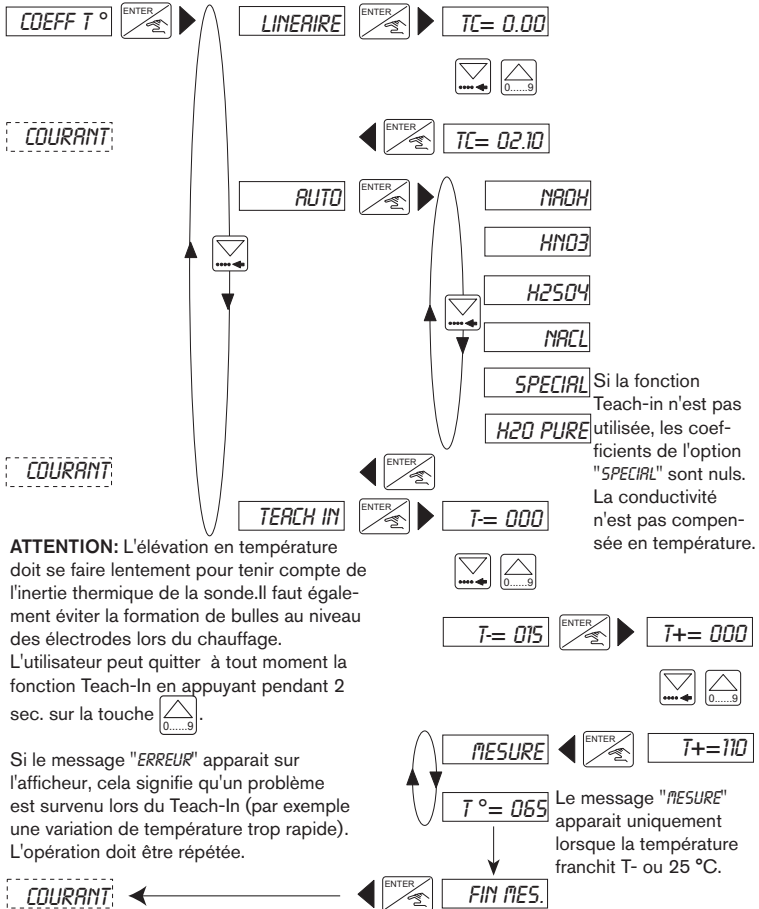 COEFF T °
ENTER
LINEAIRE
ENTER
TC= 0.00
0......9
COURANT
ENTER
TC= 02.10
AUTO
ENTER
NAOH
HNO3
H2SO4
NACL
SPECIAL
H2O PURE
Si la fonction
Teach-in n'est pas
utilisée, les coef-
ficients de l'option
"SPECIAL" sont nuls.
La conductivité
n'est pas compen-
sée en température.
COURANT
ENTER
TEACH IN
ENTER
T-= 000
0......9
ATTENTION: L'élévation en température
doit se faire lentement pour tenir compte de
l'inertie thermique de la sonde.Il faut égale-
ment éviter la formation de bulles au niveau
des électrodes lors du chauffage.
L'utilisateur peut quitter à tout moment la
fonction Teach-In en appuyant pendant 2
sec. sur la touche 0......9 .
T-= 015
ENTER
T+= 000
0......9
Si le message "ERREUR" apparait sur
l'afficheur, cela signifie qu'un problème
est survenu lors du Teach-In (par exemple
une variation de température trop rapide).
L'opération doit être répétée.
MESURE
ENTER
T+=110
T °= 065
Le message "MESURE"
apparait uniquement
lorsque la température
franchit T- ou 25 °C.
COURANT
ENTER
FIN MES.